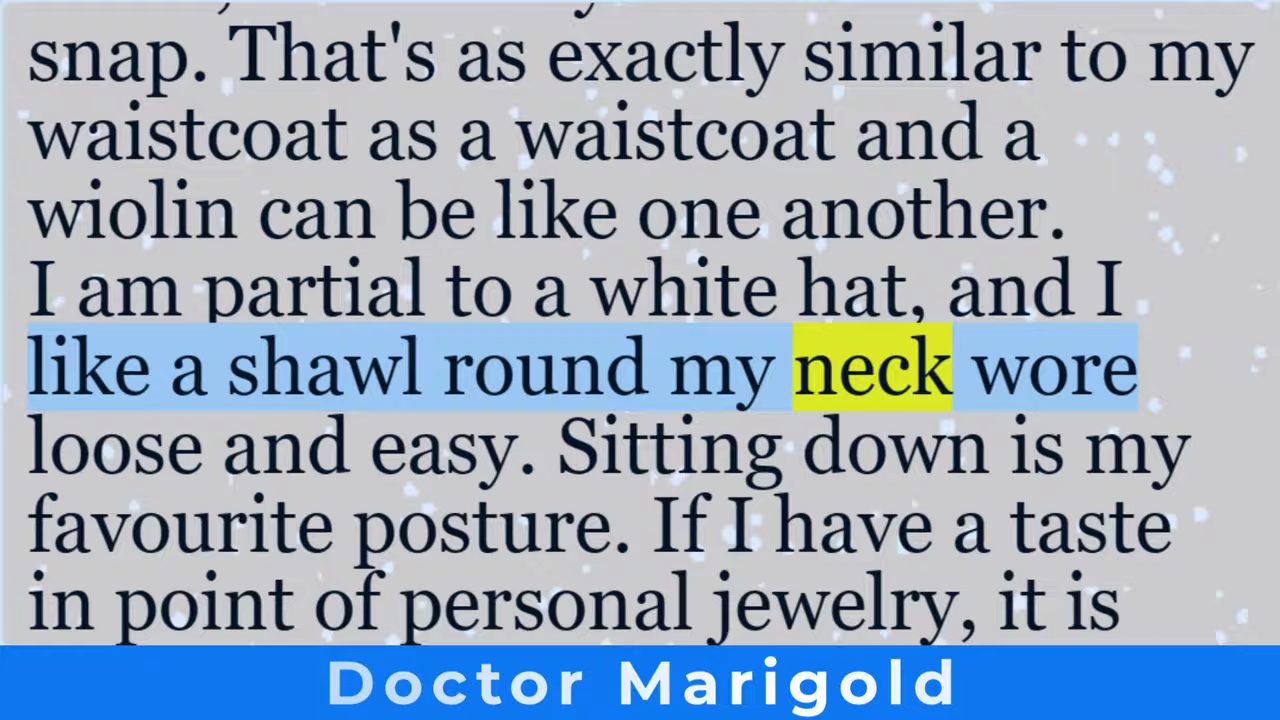 snap. That's as exactly similar to my
waistcoat as a waistcoat and a
wiolin can be like one another.
I am partial to a white hat, and I
like a shawl round my neck wore
loose and easy. Sitting down is my
favourite posture. If I have a taste
in point of personal jewelry, it is
Doctor Marigold